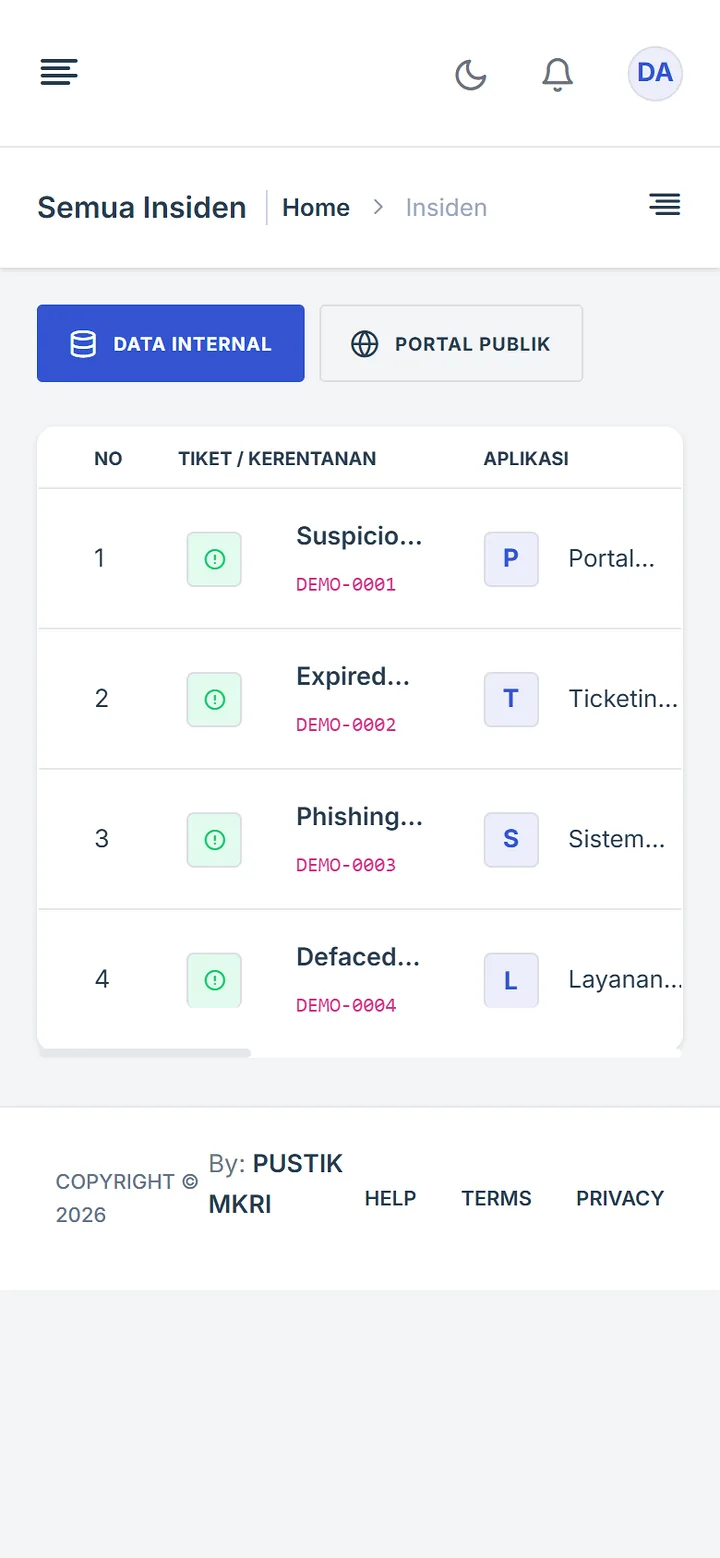 DA
Semua Insiden
Home > Insiden
DATA INTERNAL
PORTAL PUBLIK
NO TIKET / KERENTANAN APLIKASI
1 Suspicio... P Portal...
DEMO-0001
2 Expired... T Ticketin...
DEMO-0002
3 Phishing... S Sistem...
DEMO-0003
4 Defaced... L Layanan...
DEMO-0004
COPYRIGHT ©
2026
By: PUSTIK
MKRI
HELP TERMS PRIVACY